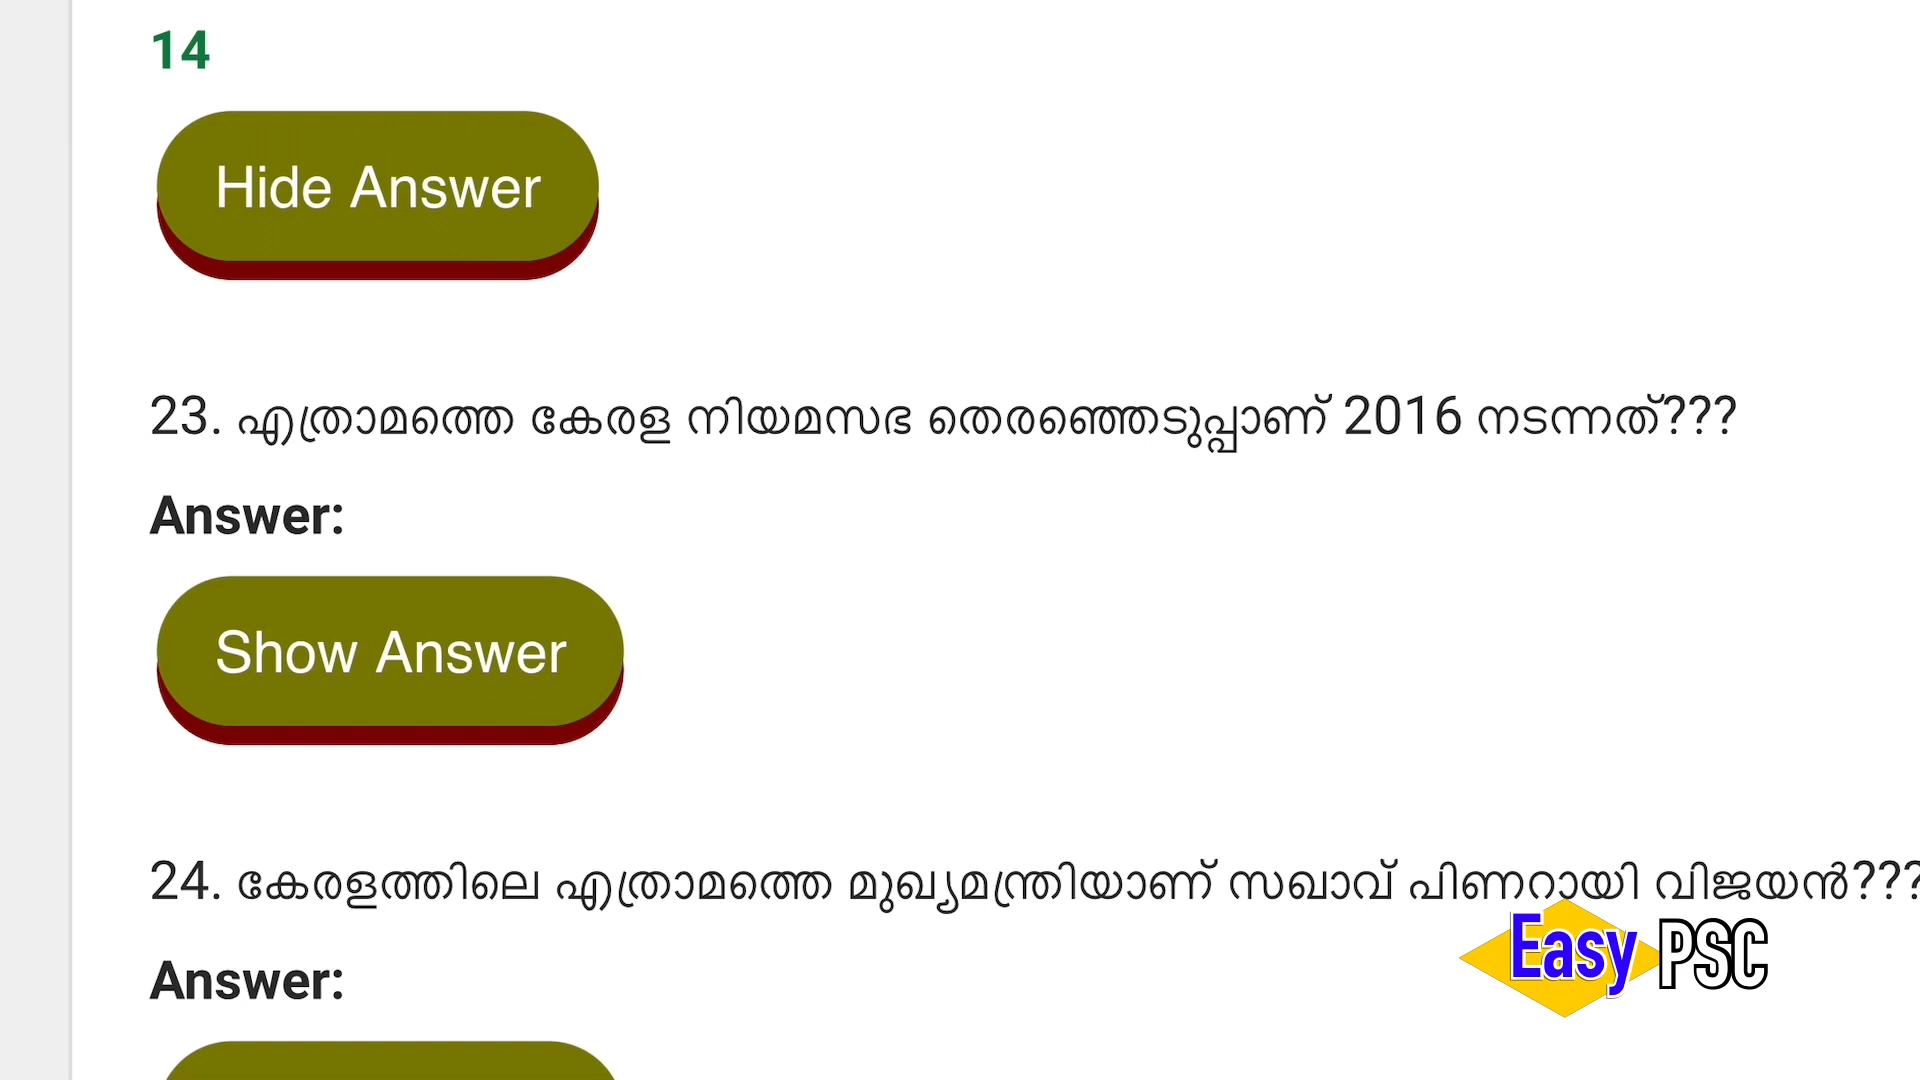 14
Hide Answer
23. എത്രാമത്തെ കേരള നിയമസഭ തെരഞ്ഞെടുപ്പാണ് 2016 നടന്നത്???
Answer:
Show Answer
24. കേരളത്തിലെ എത്രാമത്തെ മുഖ്യമന്ത്രിയാണ് സഖാവ് പിണറായി വിജയൻ???
Easy PSC
Answer: